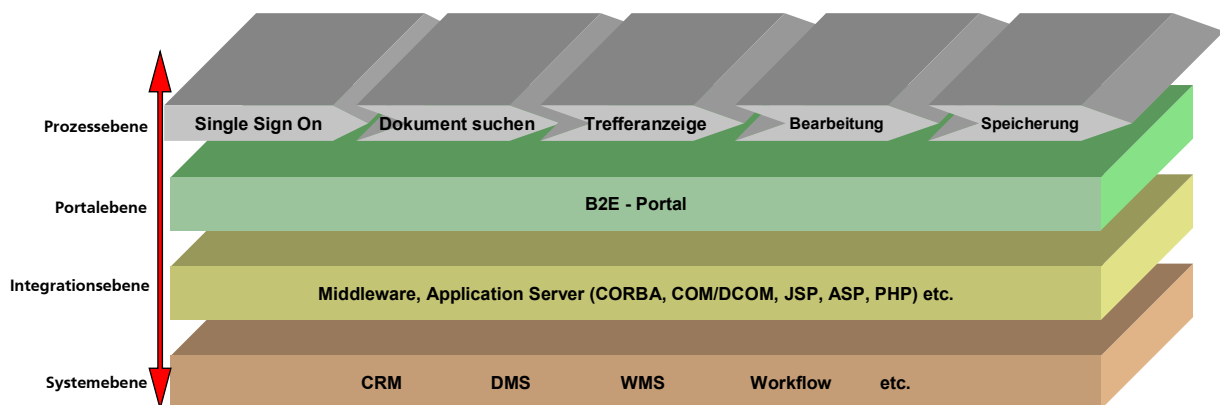 Prozessebene
Single Sign On
Dokument suchen
Trefferanzeige
Bearbeitung
Speicherung
Portalebene
B2E - Portal
Integrationsebene
Middleware, Application Server (CORBA, COM/DCOM, JSP, ASP, PHP) etc.
Systemebene
CRM DMS WMS Workflow etc.